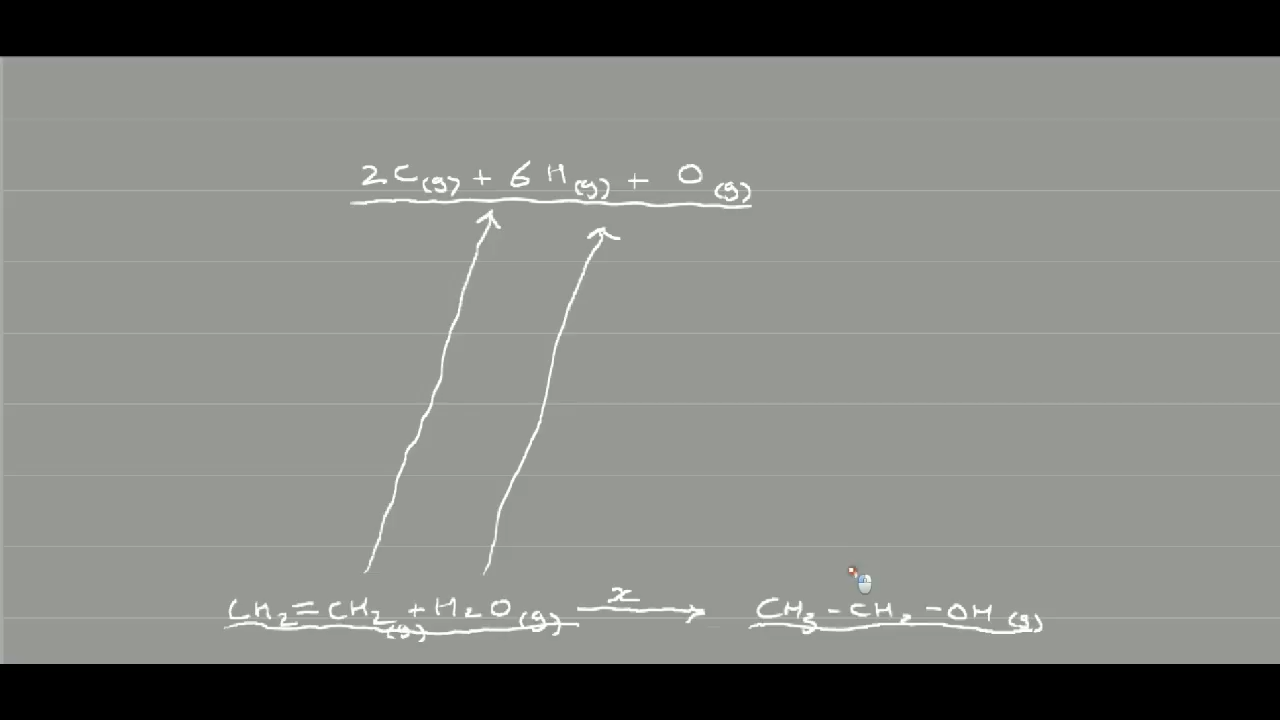 2C(g) + 6H(g) + O(g)
x
CH2=CH2(g) + H2O(g) → CH3-CH2-OH(g)